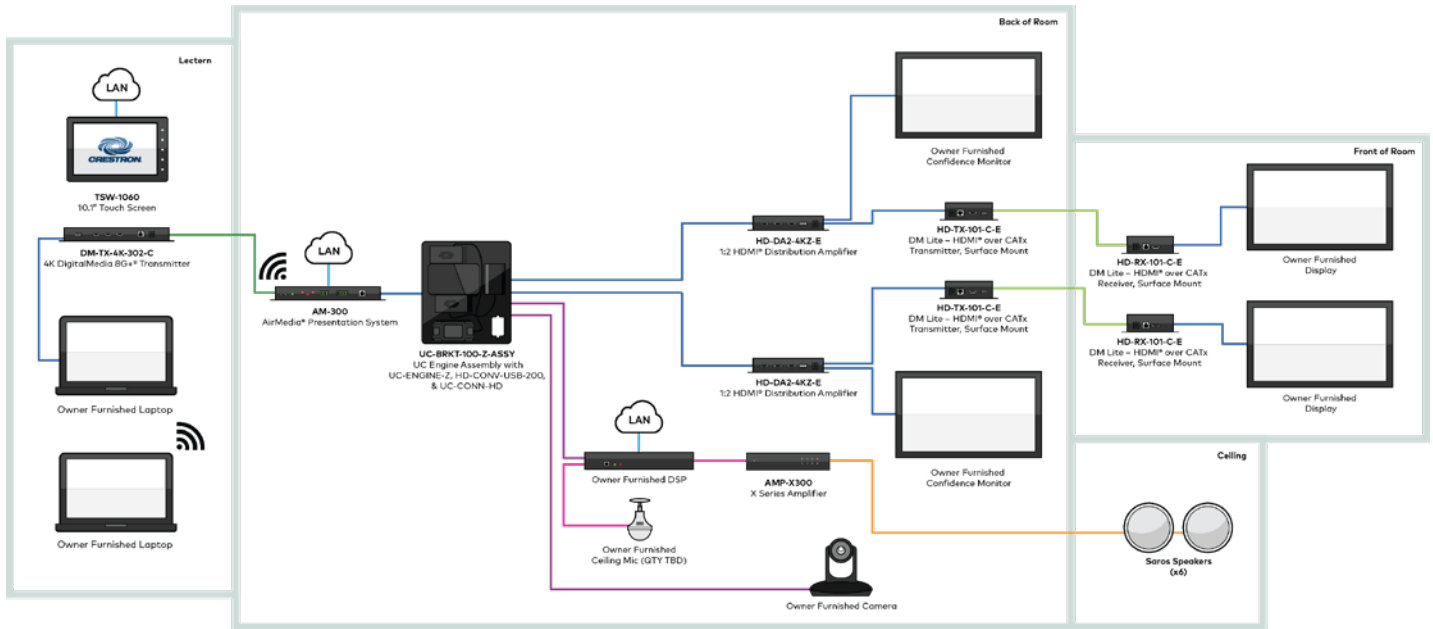 Lectern
LAN
CRESTRON
TSW-1060
10.1" Touch Screen
DM-TX-4K-302-C
4K DigitalMedia 8G+® Transmitter
Owner Furnished Laptop
Owner Furnished Laptop
Back of Room
LAN
AM-300
AirMedia® Presentation System
UC-BRKT-100-Z-ASSY
UC Engine Assembly with
UC-ENGINE-Z, HD-CONV-USB-200,
& UC-CONN-HD
Owner Furnished
Confidence Monitor
HD-DA2-4KZ-E
1:2 HDMI® Distribution Amplifier
HD-TX-101-C-E
DM Lite – HDMI® over CATx
Transmitter, Surface Mount
HD-TX-101-C-E
DM Lite – HDMI® over CATx
Transmitter, Surface Mount
HD-DA2-4KZ-E
1:2 HDMI® Distribution Amplifier
Owner Furnished
Confidence Monitor
LAN
Owner Furnished DSP
AMP-X300
X Series Amplifier
Owner Furnished
Ceiling Mic (QTY TBD)
Owner Furnished Camera
Front of Room
HD-RX-101-C-E
DM Lite – HDMI® over CATx
Receiver, Surface Mount
Owner Furnished
Display
HD-RX-101-C-E
DM Lite – HDMI® over CATx
Receiver, Surface Mount
Owner Furnished
Display
Ceiling
Saros Speakers
(x6)